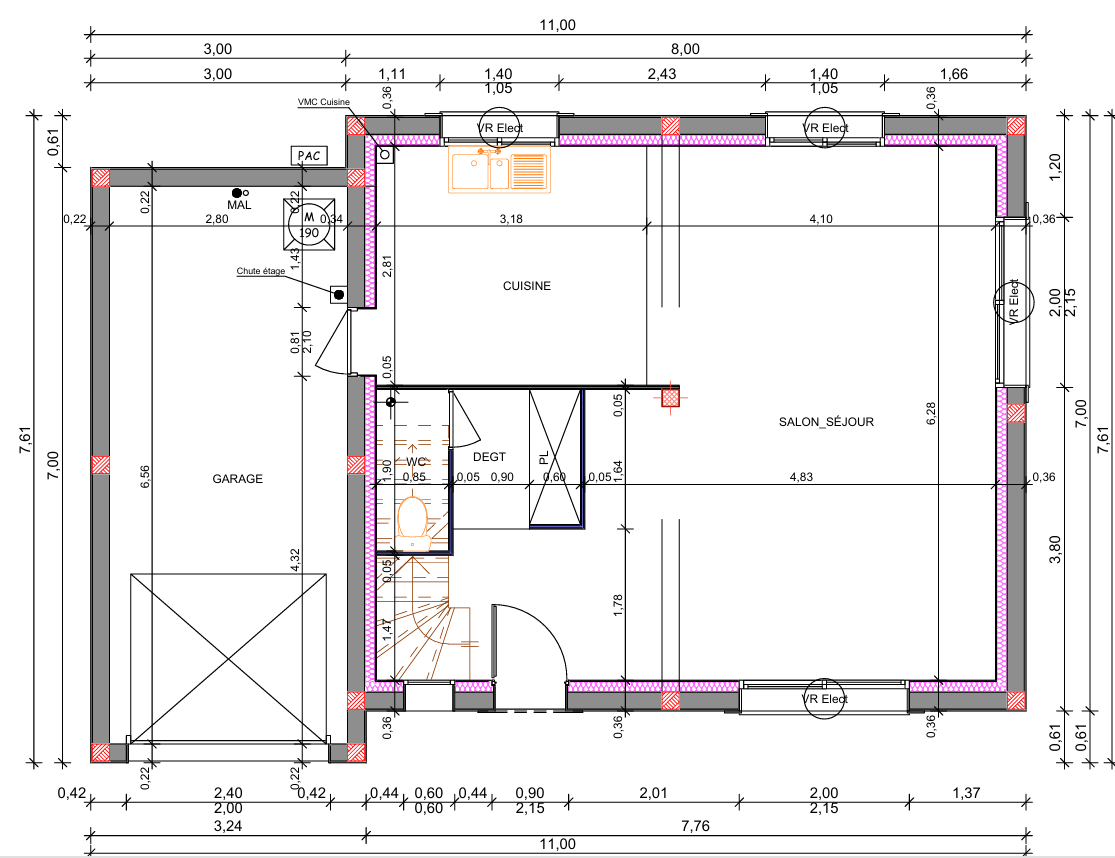 11,00
3,00 8,00
3,00 1,11 1,40 2,43 1,40 1,66
1,05 1,05
0,36 0,36
VMC Cuisine
VR Elect VR Elect
0,61
PAC
1,20
0,22 MAL 0,22
M
190
0,22 2,80 0,34 3,18 4,10 0,36
1,43 2,81
Chute étage
CUISINE
VR Elect
2,00
2,15
0,81
2,10
0,05
0,05
SALON_SÉJOUR
6,28
7,00
7,61
7,61
7,00
WC DEGT PL
1,90 1,64
0,85 0,05 0,90 0,60 0,05 4,83 0,36
GARAGE
6,56
4,32
0,05
3,80
1,47 1,78
VR Elect
0,36 0,36 0,36
0,61 0,61
0,22 0,22
0,42 2,40 0,42 0,44 0,60 0,44 0,90 2,01 2,00 1,37
2,00 0,60 2,15 2,15
3,24 7,76
11,00